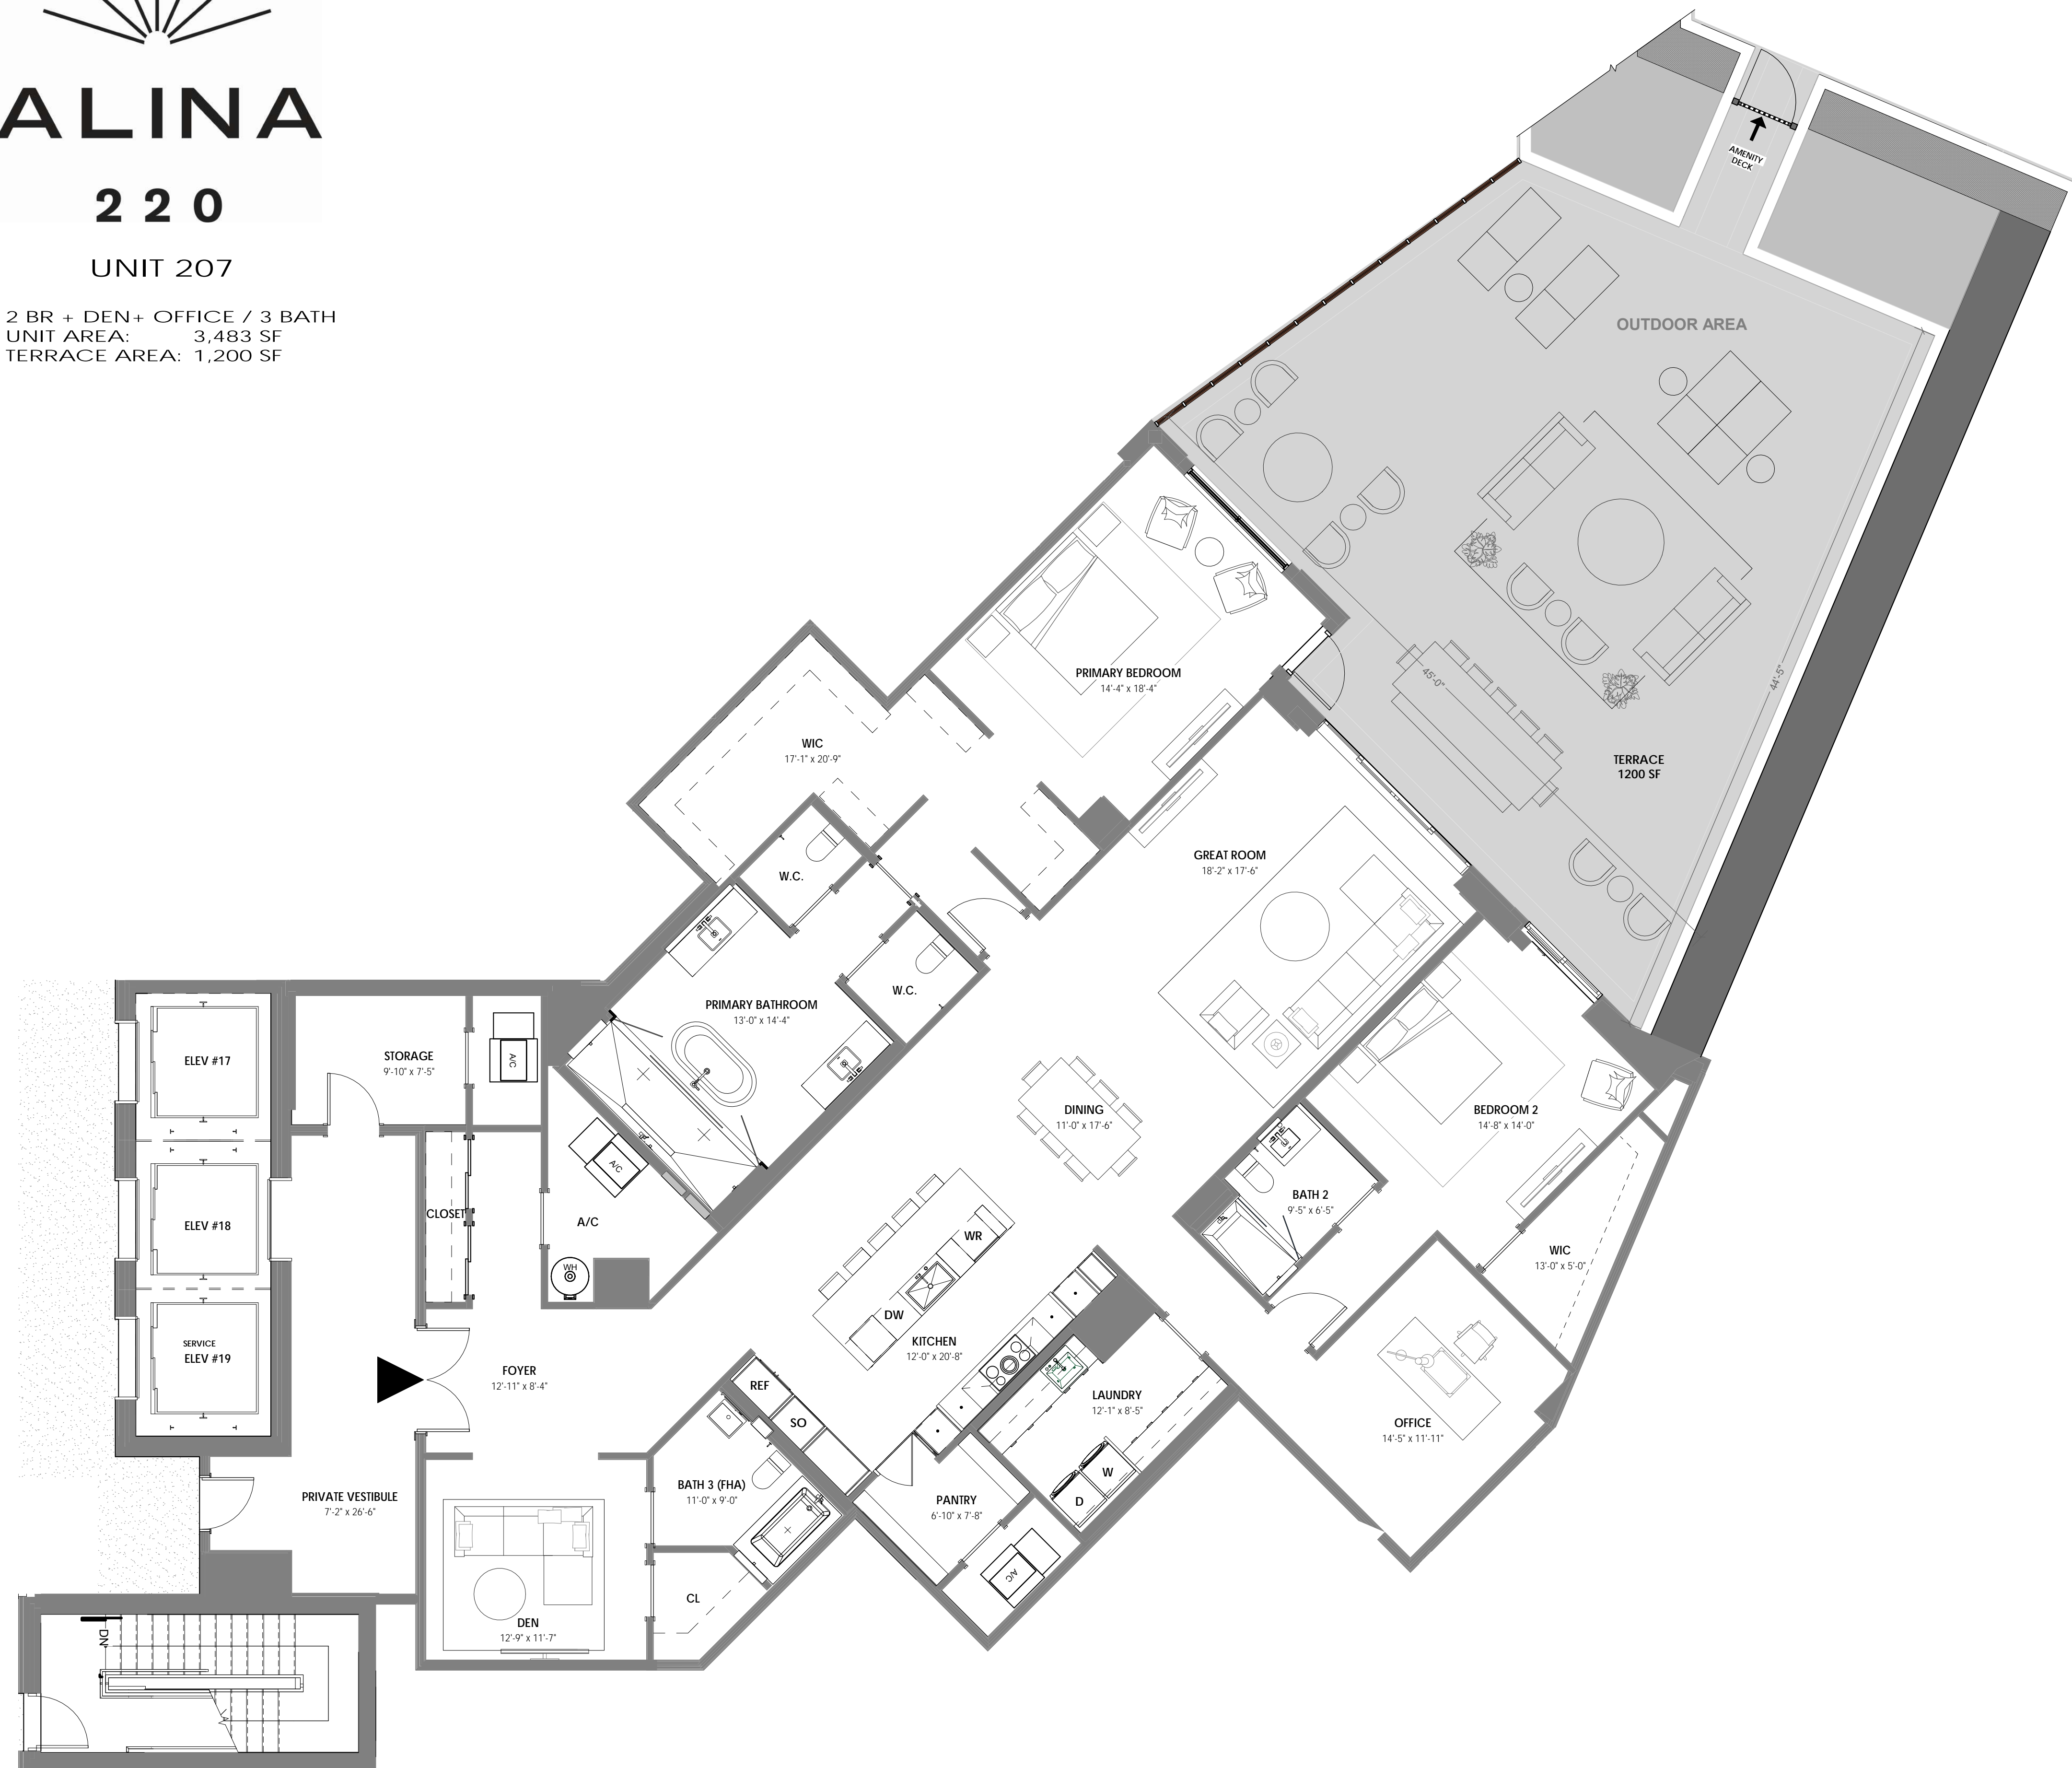 ALINA
220
UNIT 207
2 BR + DEN+ OFFICE / 3 BATH
UNIT AREA: 3,483 SF
TERRACE AREA: 1,200 SF
AMENITY
DECK
OUTDOOR AREA
45'-0"
44'-5"
TERRACE
1200 SF
PRIMARY BEDROOM
14'-4" x 18'-4"
WIC
17'-1" x 20'-9"
W.C.
GREAT ROOM
18'-2" x 17'-6"
W.C.
PRIMARY BATHROOM
13'-0" x 14'-4"
STORAGE
9'-10" x 7'-5"
A/C
ELEV #17
DINING
11'-0" x 17'-6"
BEDROOM 2
14'-8" x 14'-0"
A/C
BATH 2
9'-5" x 6'-5"
CLOSET
A/C
ELEV #18
WR
WIC
13'-0" x 5'-0"
WH
DW
KITCHEN
12'-0" x 20'-8"
SERVICE
ELEV #19
FOYER
12'-11" x 8'-4"
REF
SO
LAUNDRY
12'-1" x 8'-5"
OFFICE
14'-5" x 11'-11"
W
D
BATH 3 (FHA)
11'-0" x 9'-0"
PRIVATE VESTIBULE
7'-2" x 26'-6"
PANTRY
6'-10" x 7'-8"
A/C
CL
DEN
12'-9" x 11'-7"
DN